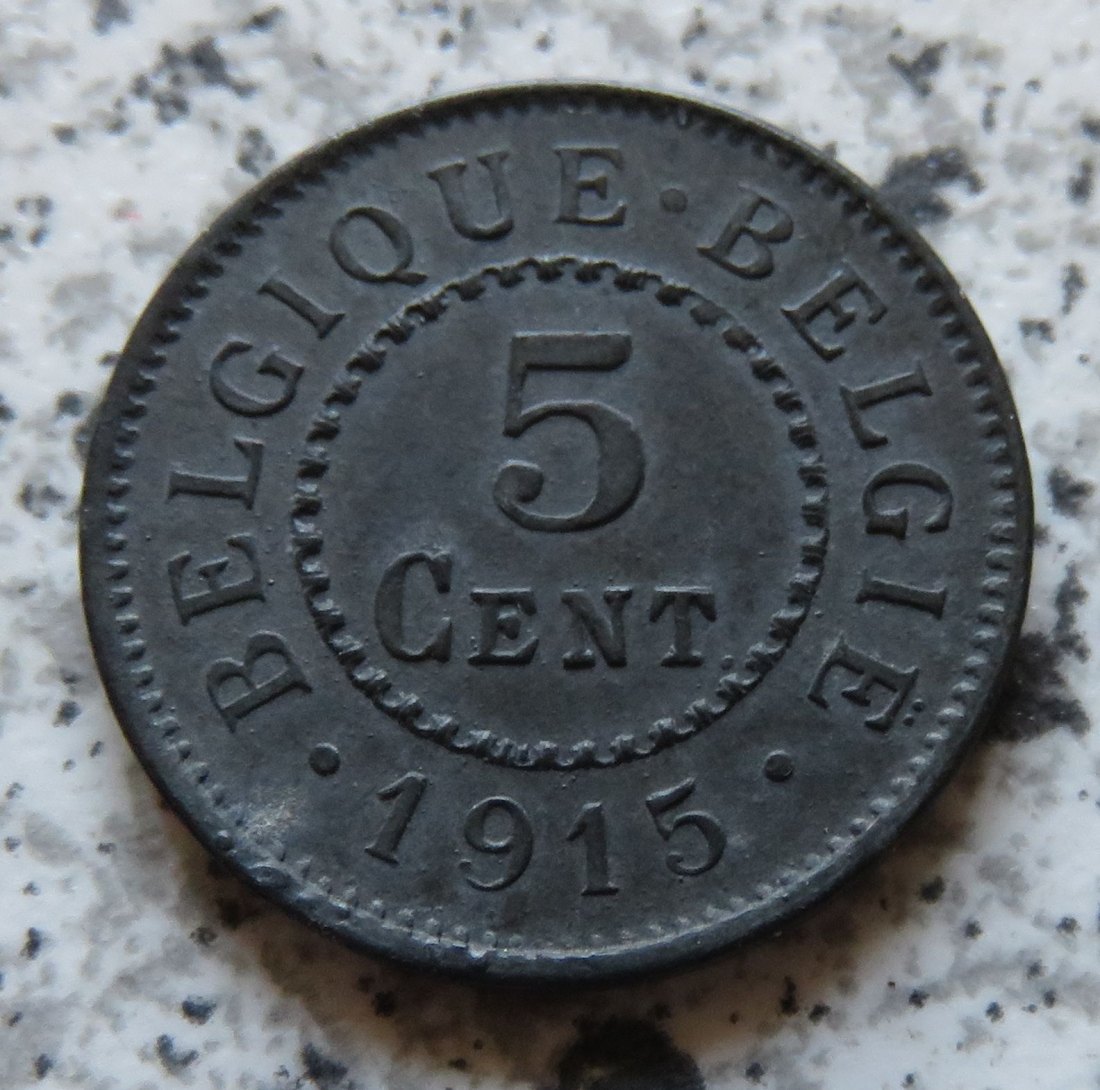 BELGIQUE · BELGIË
5
CENT
· 1915 ·